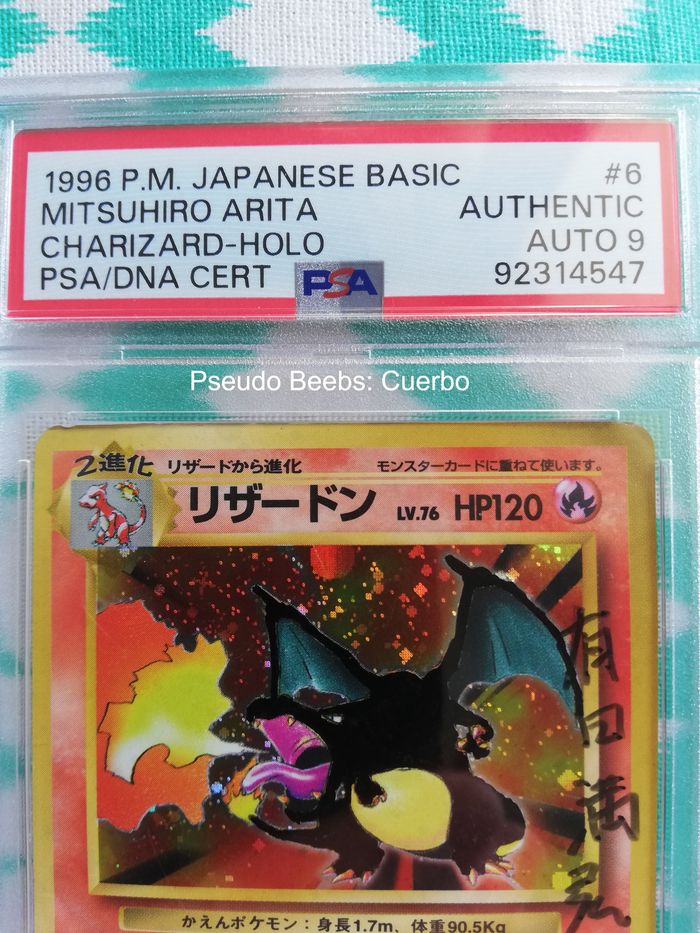 1996 P.M. JAPANESE BASIC #6
MITSUHIRO ARITA AUTHENTIC
CHARIZARD-HOLO AUTO 9
PSA/DNA CERT 92314547
PSA
Pseudo Beebs: Cuerbo
2進化 リザードから進化 モンスターカードに重ねて使います。
リザードン LV.76 HP120
有田満弘
かえんポケモン：身長1.7m、体重90.5Kg